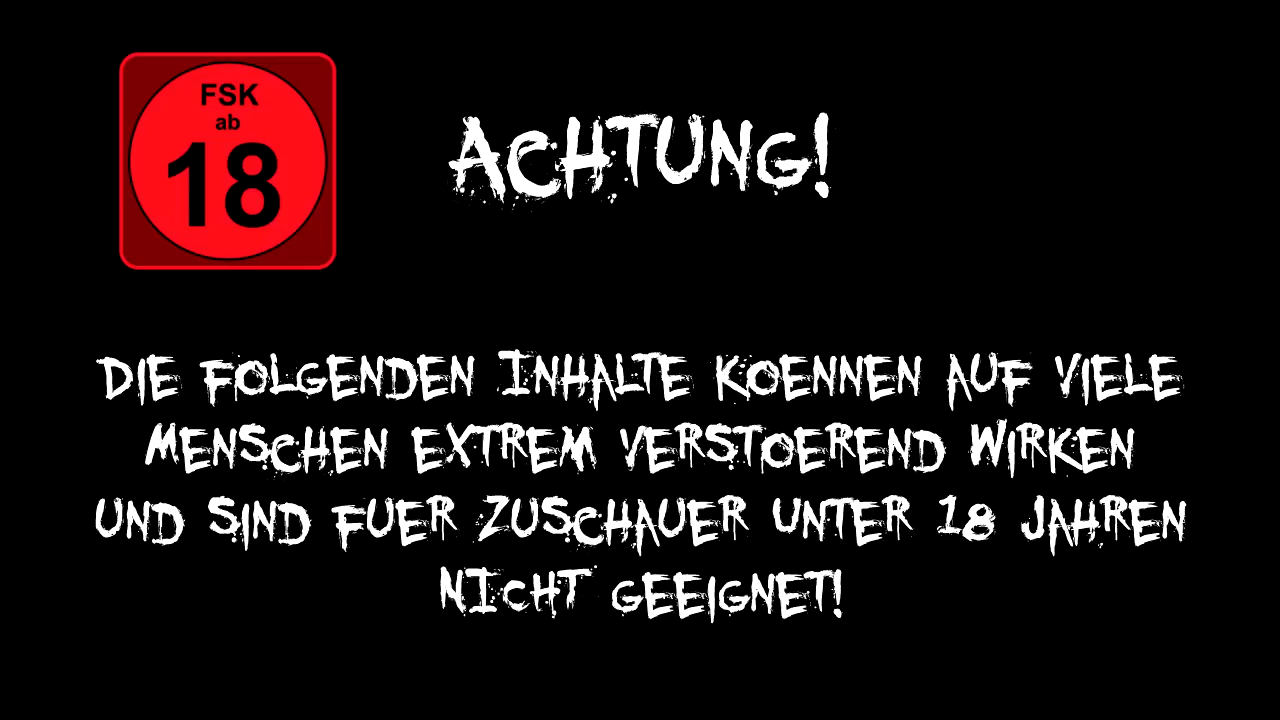 FSK
ab
18
ACHTUNG!
DIE FOLGENDEN INHALTE KOENNEN AUF VIELE
MENSCHEN EXTREM VERSTOEREND WIRKEN
UND SIND FUER ZUSCHAUER UNTER 18 JAHREN
NICHT GEEIGNET!